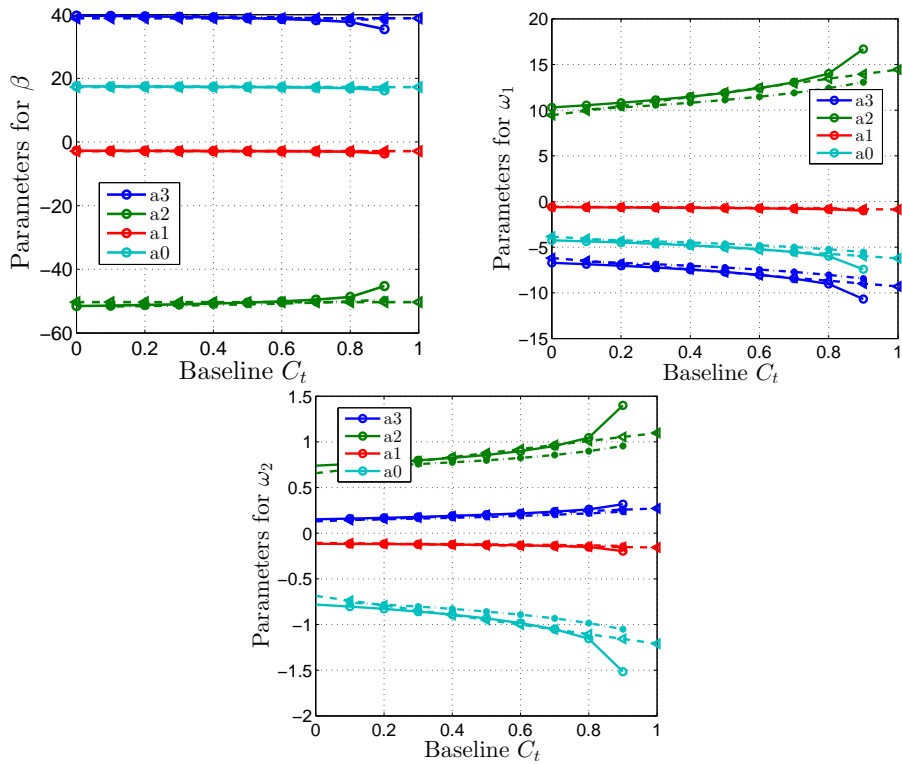 Parameters for β
40
20
0
−20
−40
−60
a3
a2
a1
a0
0
0.2
0.4
0.6
0.8
1
Baseline C_t
Parameters for ω_1
20
15
10
5
0
−5
−10
−15
a3
a2
a1
a0
0
0.2
0.4
0.6
0.8
1
Baseline C_t
Parameters for ω_2
1.5
1
0.5
0
−0.5
−1
−1.5
−2
a3
a2
a1
a0
0
0.2
0.4
0.6
0.8
1
Baseline C_t